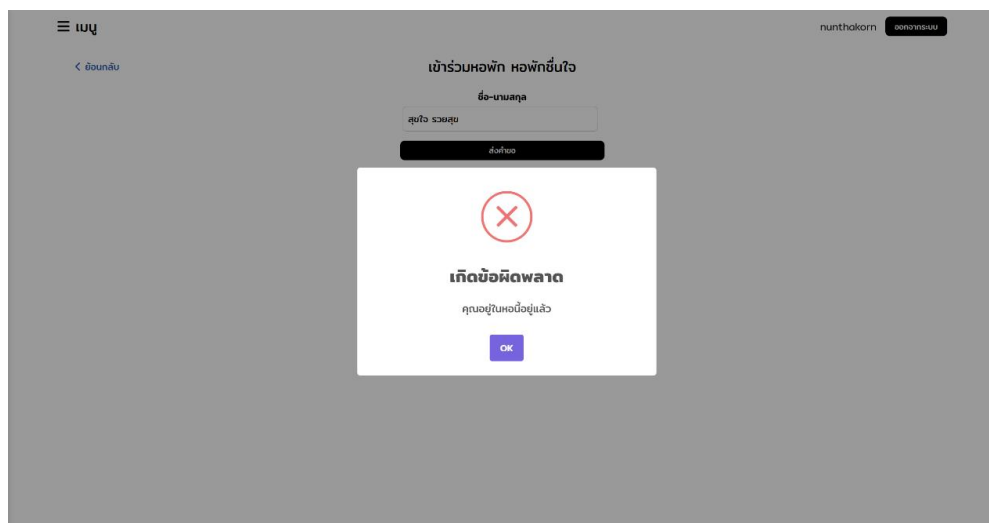 เมนู
nunthakorn ออกจากระบบ
ย้อนกลับ
เข้าร่วมหอพัก หอพักชื่นใจ
ชื่อ-นามสกุล
สุขใจ รวยสุข
ส่งคำขอ
เกิดข้อผิดพลาด
คุณอยู่ในหอนี้อยู่แล้ว
OK